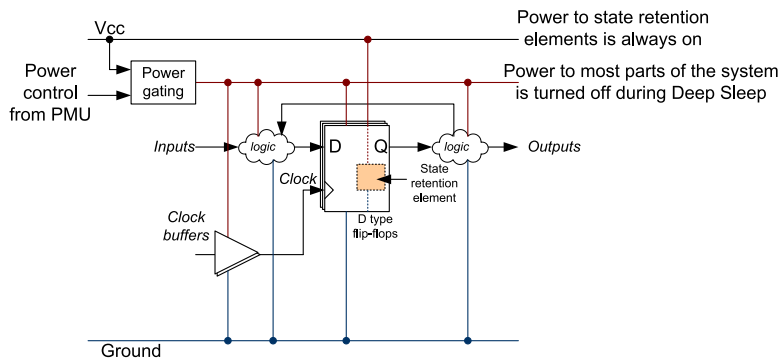 Vcc
Power to state retention
elements is always on
Power
control
from PMU
Power
gating
Power to most parts of the system
is turned off during Deep Sleep
Inputs
logic
D
Q
logic
Outputs
Clock
State
retention
element
D type
flip-flops
Clock
buffers
Ground